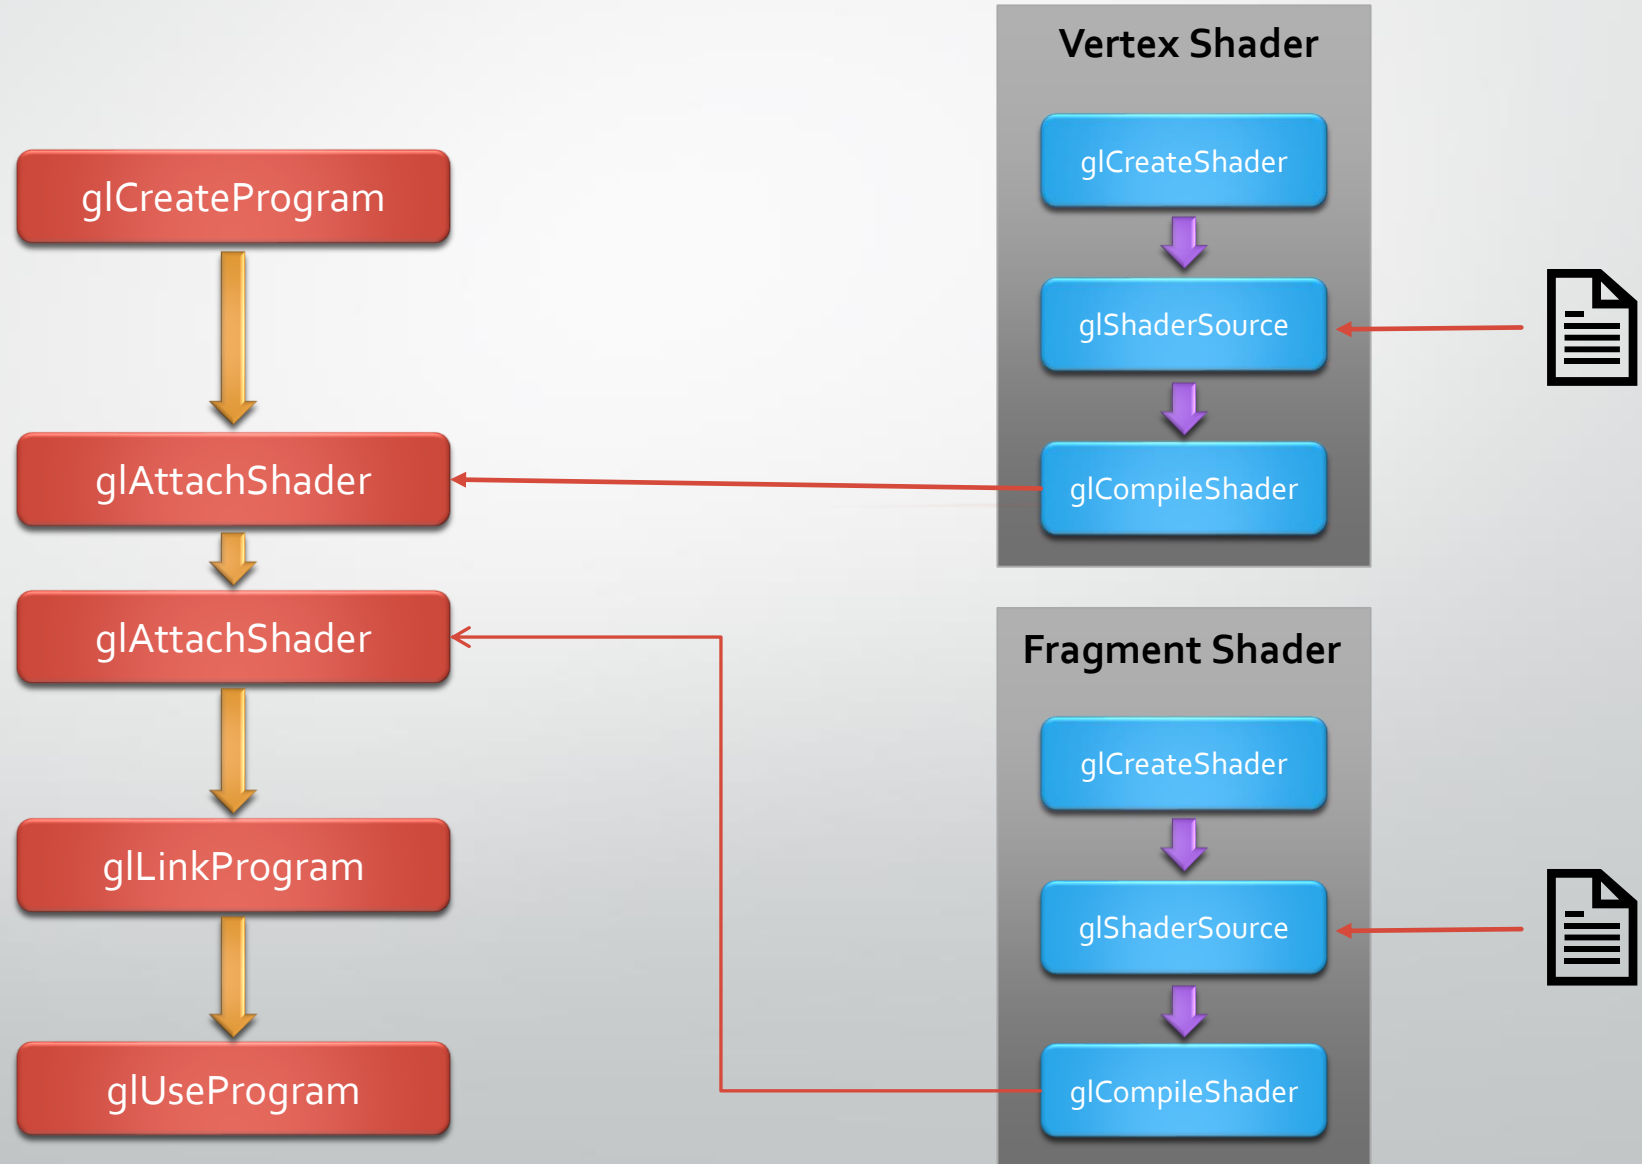 glCreateProgram
glAttachShader
glAttachShader
glLinkProgram
glUseProgram
Vertex Shader
glCreateShader
glShaderSource
glCompileShader
Fragment Shader
glCreateShader
glShaderSource
glCompileShader